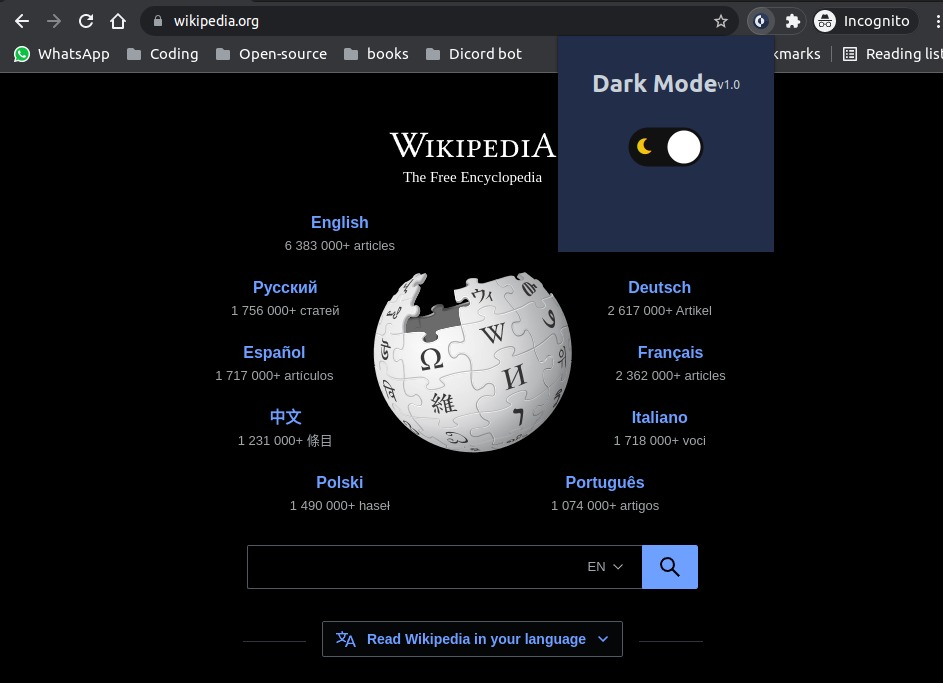 wikipedia.org
Incognito
WhatsApp
Coding
Open-source
books
Dicord bot
kmarks
Reading list
Dark Mode v1.0
WIKIPEDIA
The Free Encyclopedia
English
6 383 000+ articles
Русский
1 756 000+ статей
Deutsch
2 617 000+ Artikel
Español
1 717 000+ artículos
Français
2 362 000+ articles
中文
1 231 000+ 條目
Italiano
1 718 000+ voci
Polski
1 490 000+ haseł
Português
1 074 000+ artigos
Ω
W
И
維
ウィ
EN
Read Wikipedia in your language